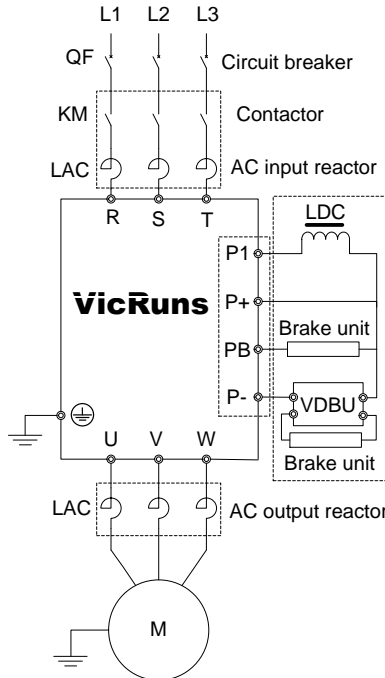 L1 L2 L3
QF Circuit breaker
KM Contactor
LAC AC input reactor
R S T
LDC
P1
VicRuns
P+
Brake unit
PB
P-
VDBU
U V W
Brake unit
LAC AC output reactor
M